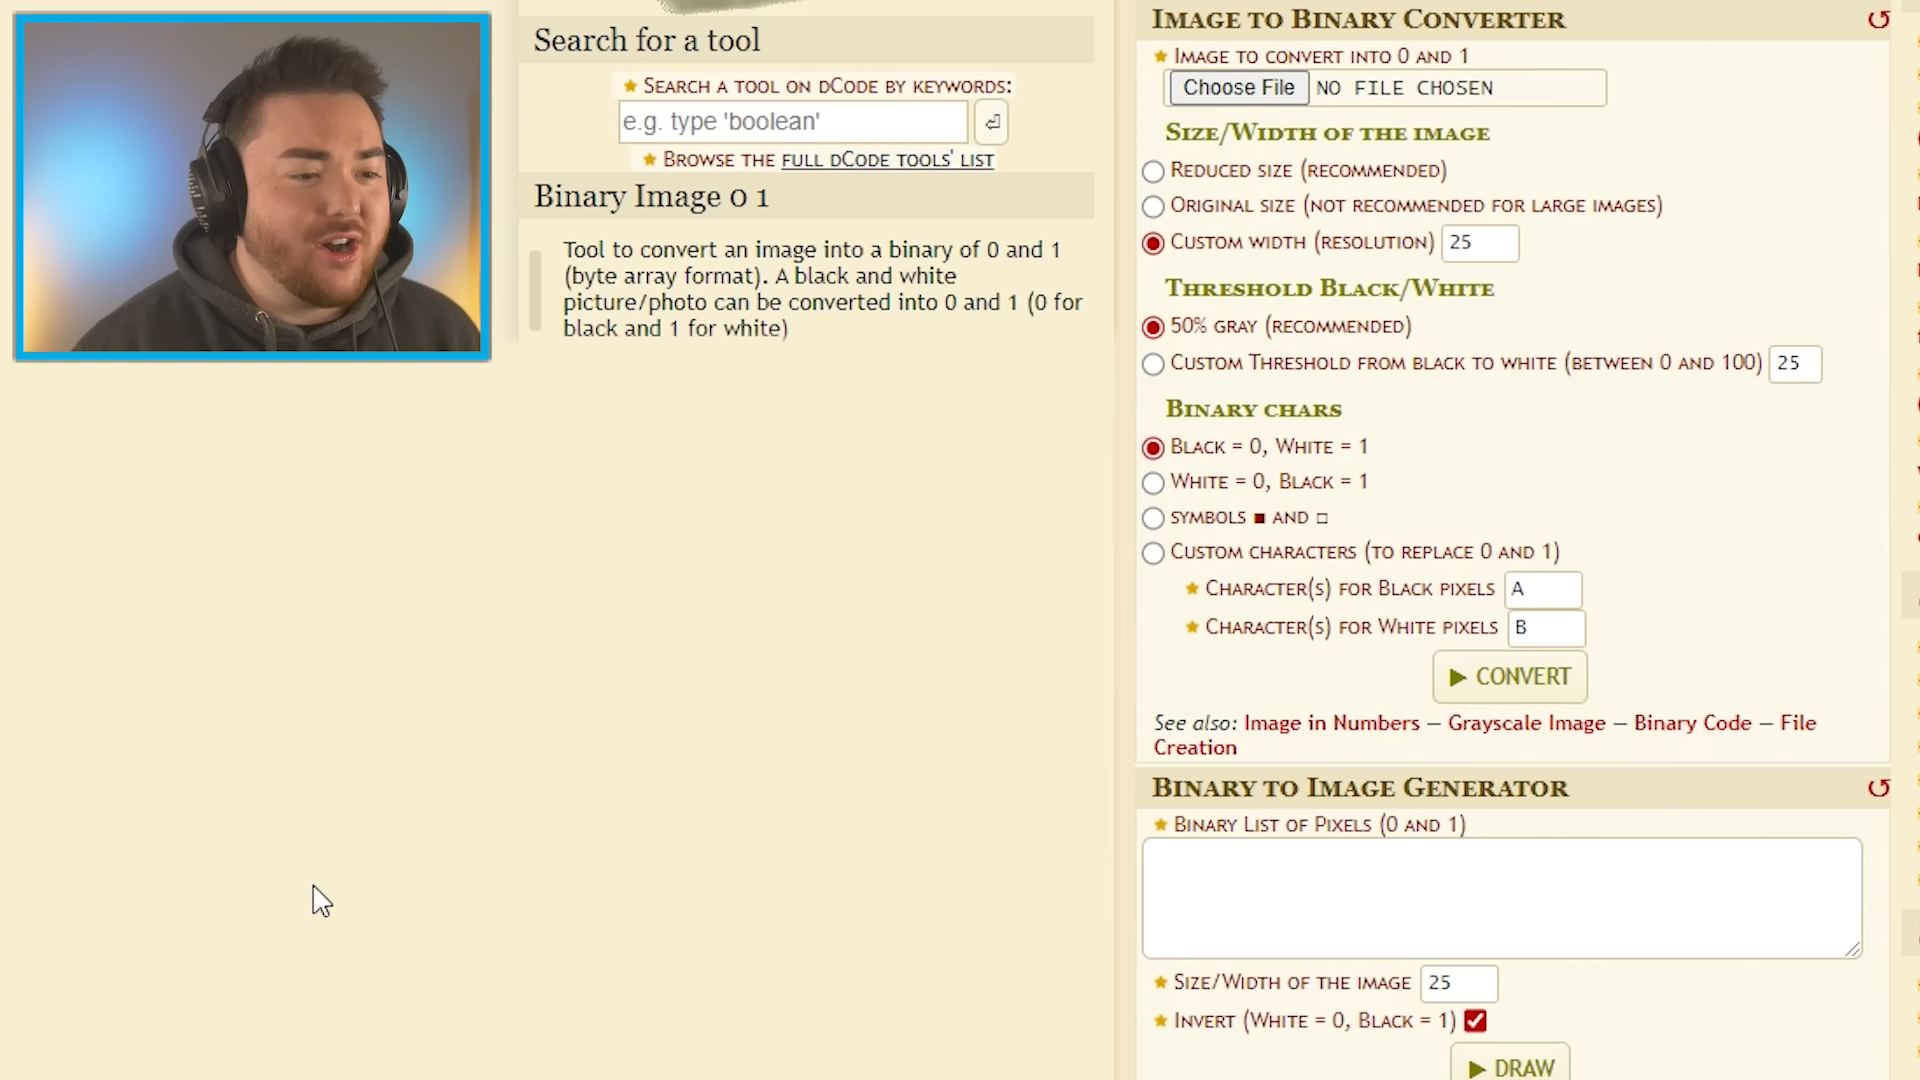 Search for a tool
★ Search a tool on dCode by keywords:
e.g. type 'boolean'
★ Browse the full dCode tools' list
Binary Image 0 1
Tool to convert an image into a binary of 0 and 1
(byte array format). A black and white
picture/photo can be converted into 0 and 1 (0 for
black and 1 for white)
Image to Binary Converter
★ Image to convert into 0 and 1
Choose File NO FILE CHOSEN
Size/Width of the image
Reduced size (recommended)
Original size (not recommended for large images)
Custom width (resolution) 25
Threshold Black/White
50% gray (recommended)
Custom Threshold from black to white (between 0 and 100) 25
Binary chars
Black = 0, White = 1
White = 0, Black = 1
symbols ■ and □
Custom characters (to replace 0 and 1)
★ Character(s) for Black pixels A
★ Character(s) for White pixels B
▶ CONVERT
See also: Image in Numbers — Grayscale Image — Binary Code — File
Creation
Binary to Image Generator
★ Binary List of Pixels (0 and 1)
★ Size/Width of the image 25
★ Invert (White = 0, Black = 1)
▶ DRAW